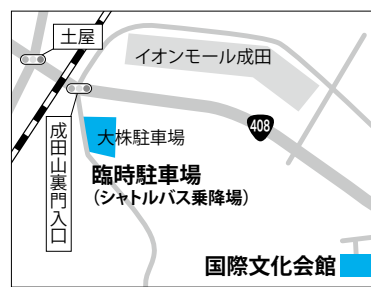 土屋
イオンモール成田
408
成田山裏門入口
大株駐車場
臨時駐車場
(シャトルバス乗降場)
国際文化会館